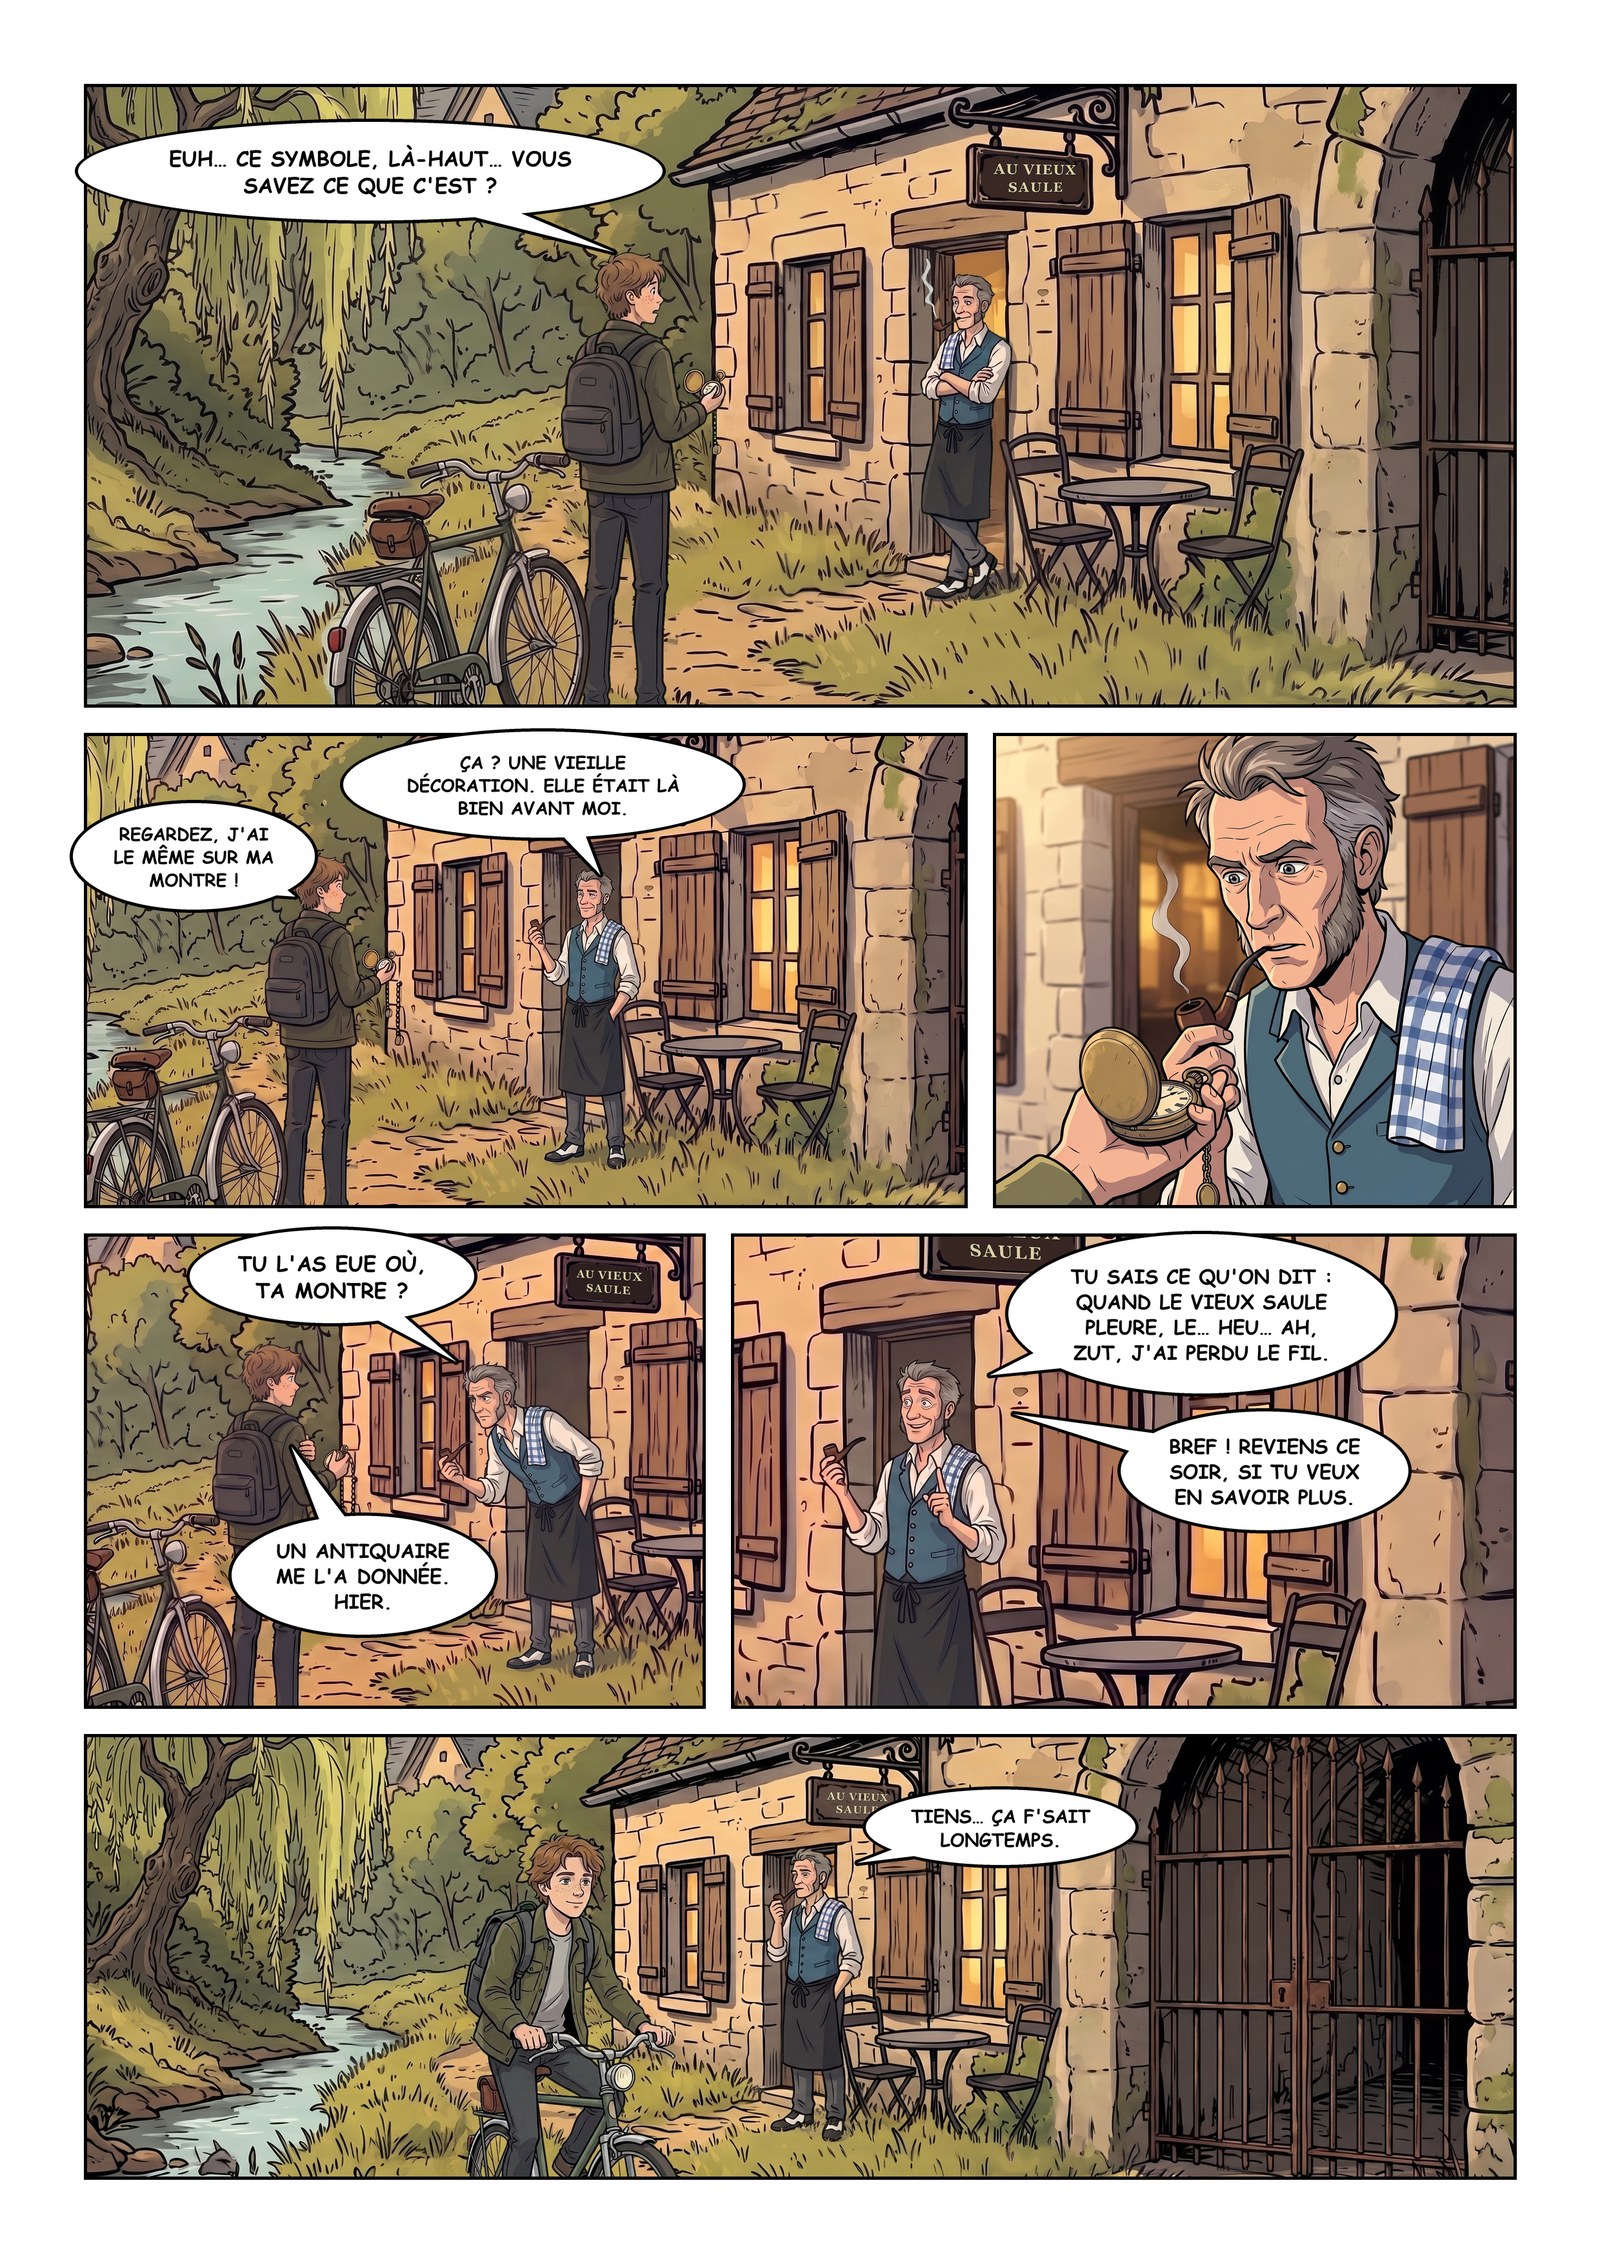 EUH... CE SYMBOLE, LÀ-HAUT... VOUS
SAVEZ CE QUE C'EST ?
AU VIEUX
SAULE
ÇA ? UNE VIEILLE
DÉCORATION. ELLE ÉTAIT LÀ
BIEN AVANT MOI.
REGARDEZ, J'AI
LE MÊME SUR MA
MONTRE !
TU L'AS EUE OÙ,
TA MONTRE ?
AU VIEUX
SAULE
UN ANTIQUAIRE
ME L'A DONNÉE.
HIER.
SAULE
TU SAIS CE QU'ON DIT :
QUAND LE VIEUX SAULE
PLEURE, LE... HEU... AH,
ZUT, J'AI PERDU LE FIL.
BREF ! REVIENS CE
SOIR, SI TU VEUX
EN SAVOIR PLUS.
AU VIEUX
SAULE
TIENS... ÇA F'SAIT
LONGTEMPS.